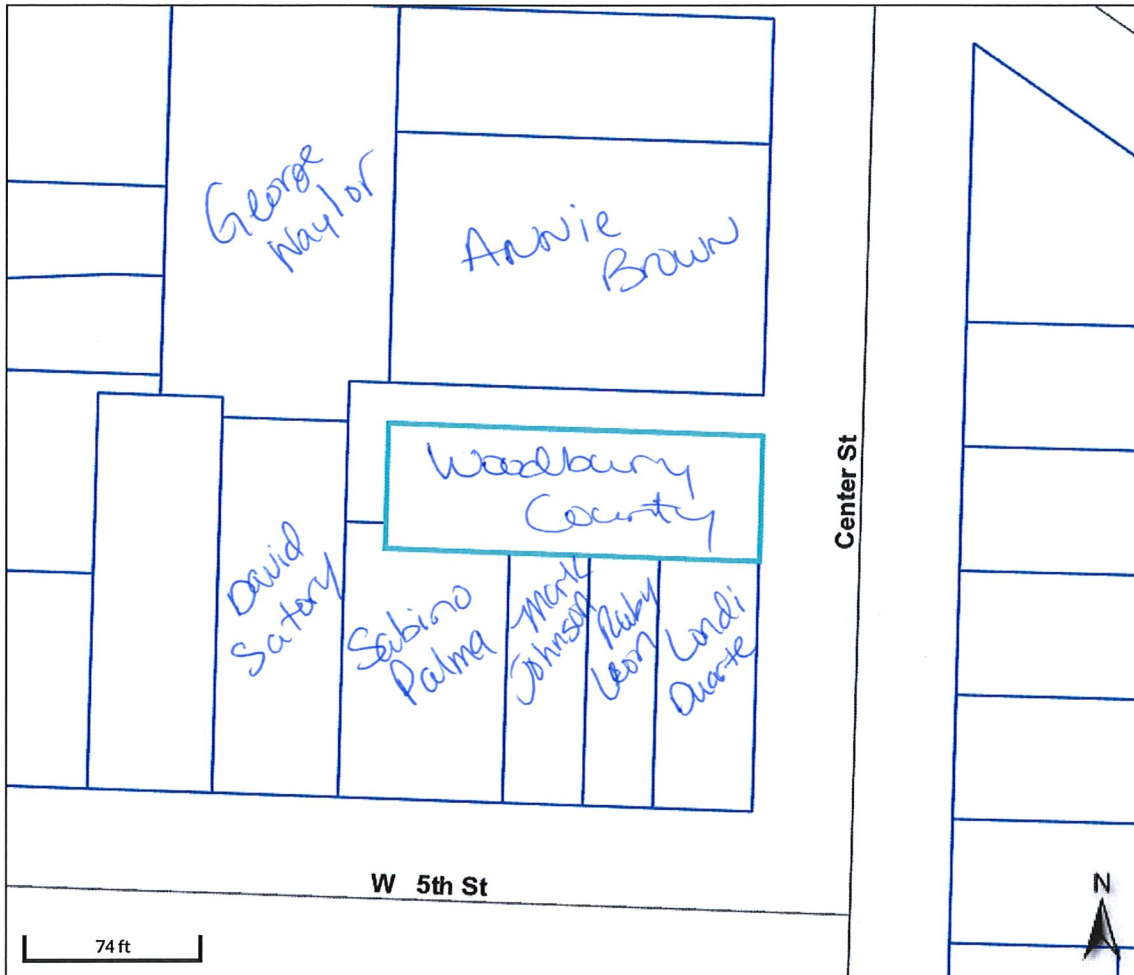 George
Naylor
Annie
Brown
Woodbury
County
Center St
David
Satory
Sabino
Palma
Mark
Johnson
Ruby
Leon
Londi
Duarte
W 5th St
N
74 ft